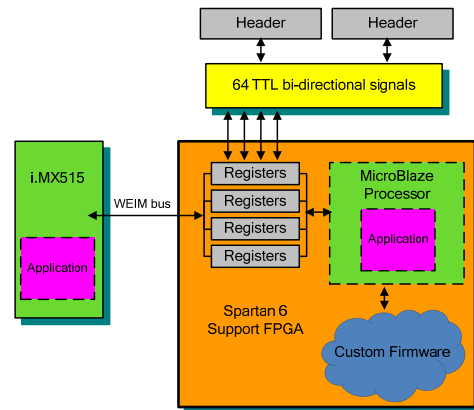 Header
Header
64 TTL bi-directional signals
i.MX515
WEIM bus
Application
Registers
Registers
Registers
Registers
MicroBlaze
Processor
Application
Spartan 6
Support FPGA
Custom Firmware